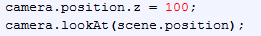 camera.position.z = 100;
camera.lookAt(scene.position);